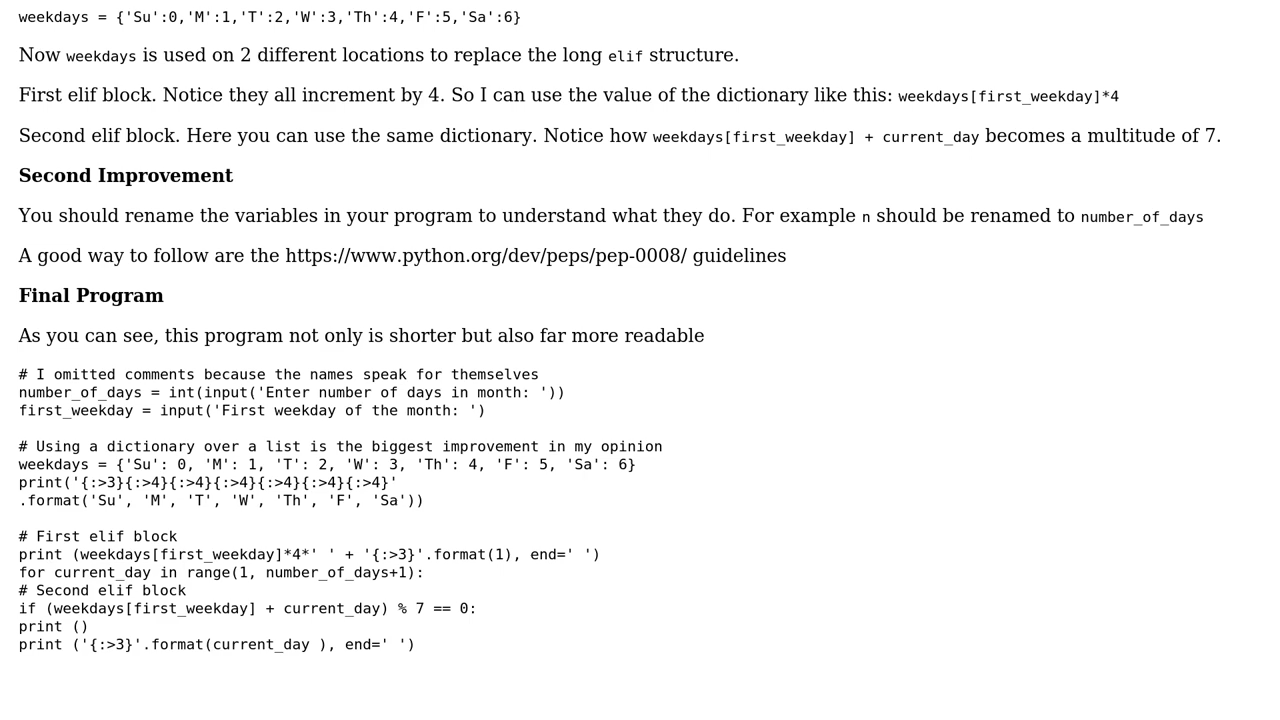 weekdays = {'Su':0,'M':1,'T':2,'W':3,'Th':4,'F':5,'Sa':6}
Now weekdays is used on 2 different locations to replace the long elif structure.
First elif block. Notice they all increment by 4. So I can use the value of the dictionary like this: weekdays[first_weekday]*4
Second elif block. Here you can use the same dictionary. Notice how weekdays[first_weekday] + current_day becomes a multitude of 7.
Second Improvement
You should rename the variables in your program to understand what they do. For example n should be renamed to number_of_days
A good way to follow are the https://www.python.org/dev/peps/pep-0008/ guidelines
Final Program
As you can see, this program not only is shorter but also far more readable
# I omitted comments because the names speak for themselves
number_of_days = int(input('Enter number of days in month: '))
first_weekday = input('First weekday of the month: ')
# Using a dictionary over a list is the biggest improvement in my opinion
weekdays = {'Su': 0, 'M': 1, 'T': 2, 'W': 3, 'Th': 4, 'F': 5, 'Sa': 6}
print('{:>3}{:>4}{:>4}{:>4}{:>4}{:>4}{:>4}'
.format('Su', 'M', 'T', 'W', 'Th', 'F', 'Sa'))
# First elif block
print (weekdays[first_weekday]*4*' ' + '{:>3}'.format(1), end=' ')
for current_day in range(1, number_of_days+1):
# Second elif block
if (weekdays[first_weekday] + current_day) % 7 == 0:
print ()
print ('{:>3}'.format(current_day ), end=' ')